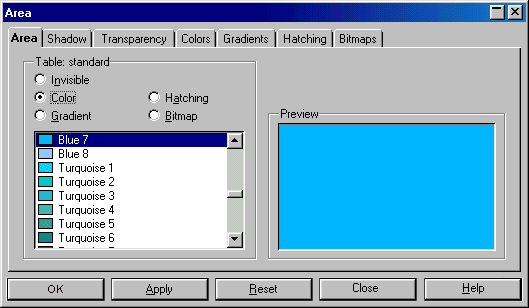 Area
Area Shadow Transparency Colors Gradients Hatching Bitmaps
Table: standard
Invisible
Color Hatching
Gradient Bitmap
Preview
Blue 7
Blue 8
Turquoise 1
Turquoise 2
Turquoise 3
Turquoise 4
Turquoise 5
Turquoise 6
OK Apply Reset Close Help